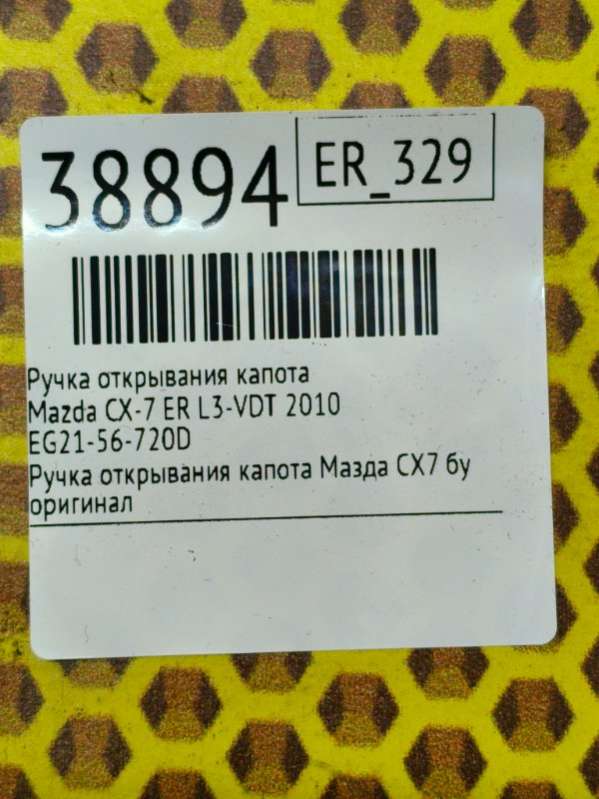 38894
ER_329
Ручка открывания капота
Mazda CX-7 ER L3-VDT 2010
EG21-56-720D
Ручка открывания капота Мазда СХ7 бу
оригинал